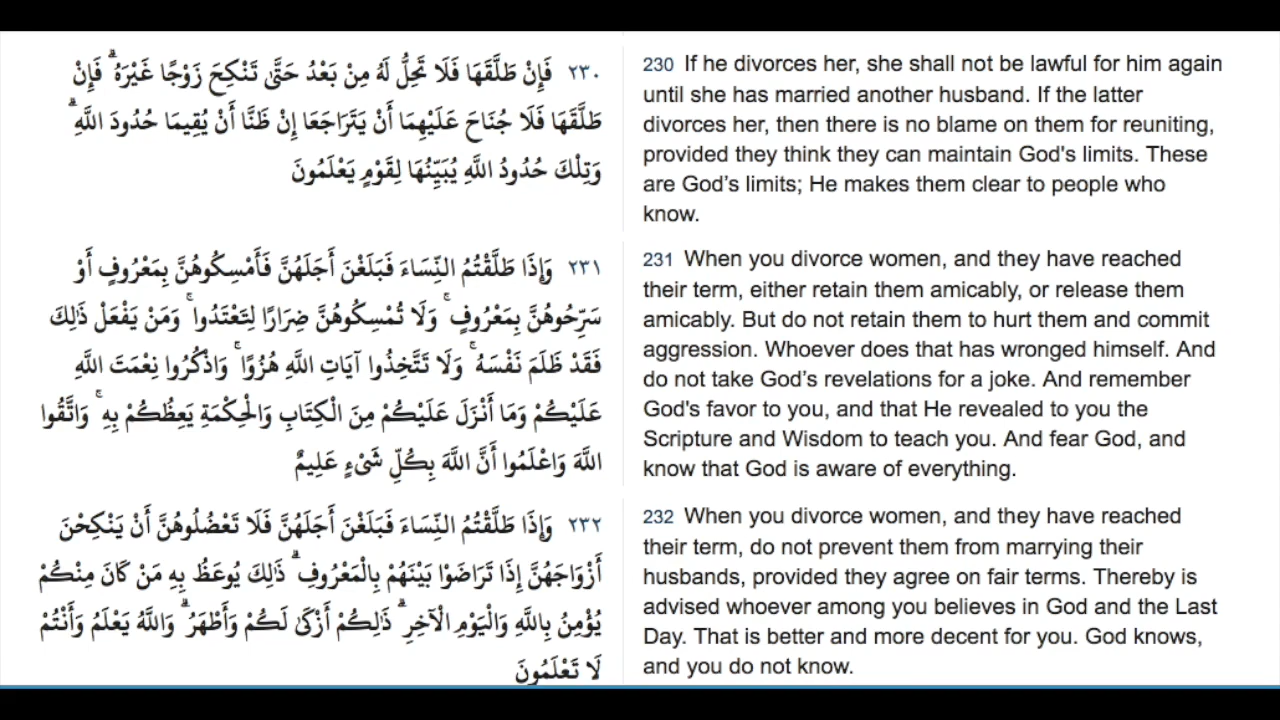 ٢٣٠ فَإِنْ طَلَّقَهَا فَلَا تَحِلُّ لَهُ مِنْ بَعْدُ حَتَّىٰ تَنْكِحَ زَوْجًا غَيْرَهُ ۗ فَإِنْ
طَلَّقَهَا فَلَا جُنَاحَ عَلَيْهِمَا أَنْ يَتَرَاجَعَا إِنْ ظَنَّا أَنْ يُقِيمَا حُدُودَ اللَّهِ ۗ
وَتِلْكَ حُدُودُ اللَّهِ يُبَيِّنُهَا لِقَوْمٍ يَعْلَمُونَ
230 If he divorces her, she shall not be lawful for him again
until she has married another husband. If the latter
divorces her, then there is no blame on them for reuniting,
provided they think they can maintain God's limits. These
are God’s limits; He makes them clear to people who
know.
٢٣١ وَإِذَا طَلَّقْتُمُ النِّسَاءَ فَبَلَغْنَ أَجَلَهُنَّ فَأَمْسِكُوهُنَّ بِمَعْرُوفٍ أَوْ
سَرِّحُوهُنَّ بِمَعْرُوفٍ ۚ وَلَا تُمْسِكُوهُنَّ ضِرَارًا لِتَعْتَدُوا ۚ وَمَنْ يَفْعَلْ ذَٰلِكَ
فَقَدْ ظَلَمَ نَفْسَهُ ۚ وَلَا تَتَّخِذُوا آيَاتِ اللَّهِ هُزُوًا ۚ وَاذْكُرُوا نِعْمَتَ اللَّهِ
عَلَيْكُمْ وَمَا أَنْزَلَ عَلَيْكُمْ مِنَ الْكِتَابِ وَالْحِكْمَةِ يَعِظُكُمْ بِهِ ۚ وَاتَّقُوا
اللَّهَ وَاعْلَمُوا أَنَّ اللَّهَ بِكُلِّ شَيْءٍ عَلِيمٌ
231 When you divorce women, and they have reached
their term, either retain them amicably, or release them
amicably. But do not retain them to hurt them and commit
aggression. Whoever does that has wronged himself. And
do not take God’s revelations for a joke. And remember
God's favor to you, and that He revealed to you the
Scripture and Wisdom to teach you. And fear God, and
know that God is aware of everything.
٢٣٢ وَإِذَا طَلَّقْتُمُ النِّسَاءَ فَبَلَغْنَ أَجَلَهُنَّ فَلَا تَعْضُلُوهُنَّ أَنْ يَنْكِحْنَ
أَزْوَاجَهُنَّ إِذَا تَرَاضَوْا بَيْنَهُمْ بِالْمَعْرُوفِ ۗ ذَٰلِكَ يُوعَظُ بِهِ مَنْ كَانَ مِنْكُمْ
يُؤْمِنُ بِاللَّهِ وَالْيَوْمِ الْآخِرِ ۗ ذَٰلِكُمْ أَزْكَىٰ لَكُمْ وَأَطْهَرُ ۗ وَاللَّهُ يَعْلَمُ وَأَنْتُمْ
لَا تَعْلَمُونَ
232 When you divorce women, and they have reached
their term, do not prevent them from marrying their
husbands, provided they agree on fair terms. Thereby is
advised whoever among you believes in God and the Last
Day. That is better and more decent for you. God knows,
and you do not know.